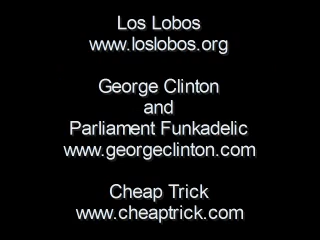 Los Lobos
www.loslobos.org
George Clinton
and
Parliament Funkadelic
www.georgeclinton.com
Cheap Trick
www.cheaptrick.com